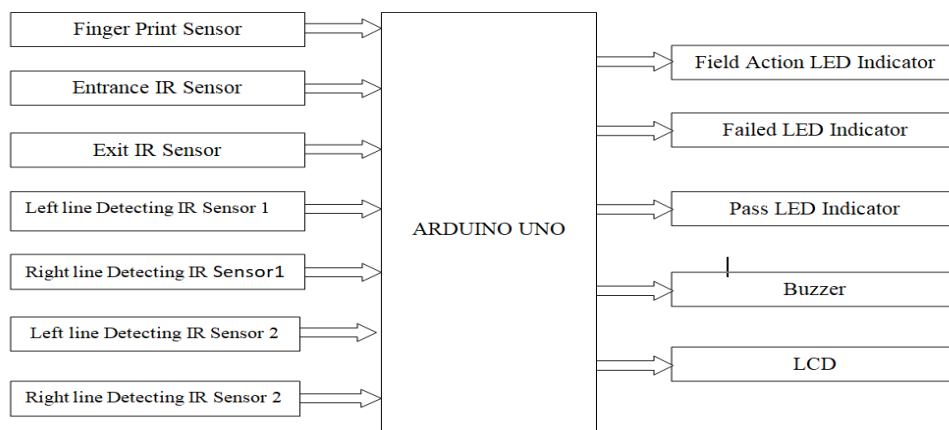 Finger Print Sensor
Entrance IR Sensor
Exit IR Sensor
Left line Detecting IR Sensor 1
Right line Detecting IR Sensor1
Left line Detecting IR Sensor 2
Right line Detecting IR Sensor 2
ARDUINO UNO
Field Action LED Indicator
Failed LED Indicator
Pass LED Indicator
Buzzer
LCD